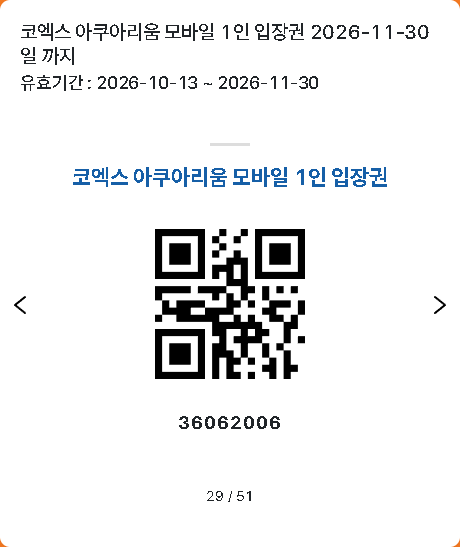 코엑스 아쿠아리움 모바일 1인 입장권 2026-11-30
일 까지
유효기간 : 2026-10-13 ~ 2026-11-30
코엑스 아쿠아리움 모바일 1인 입장권
36062006
29 / 51